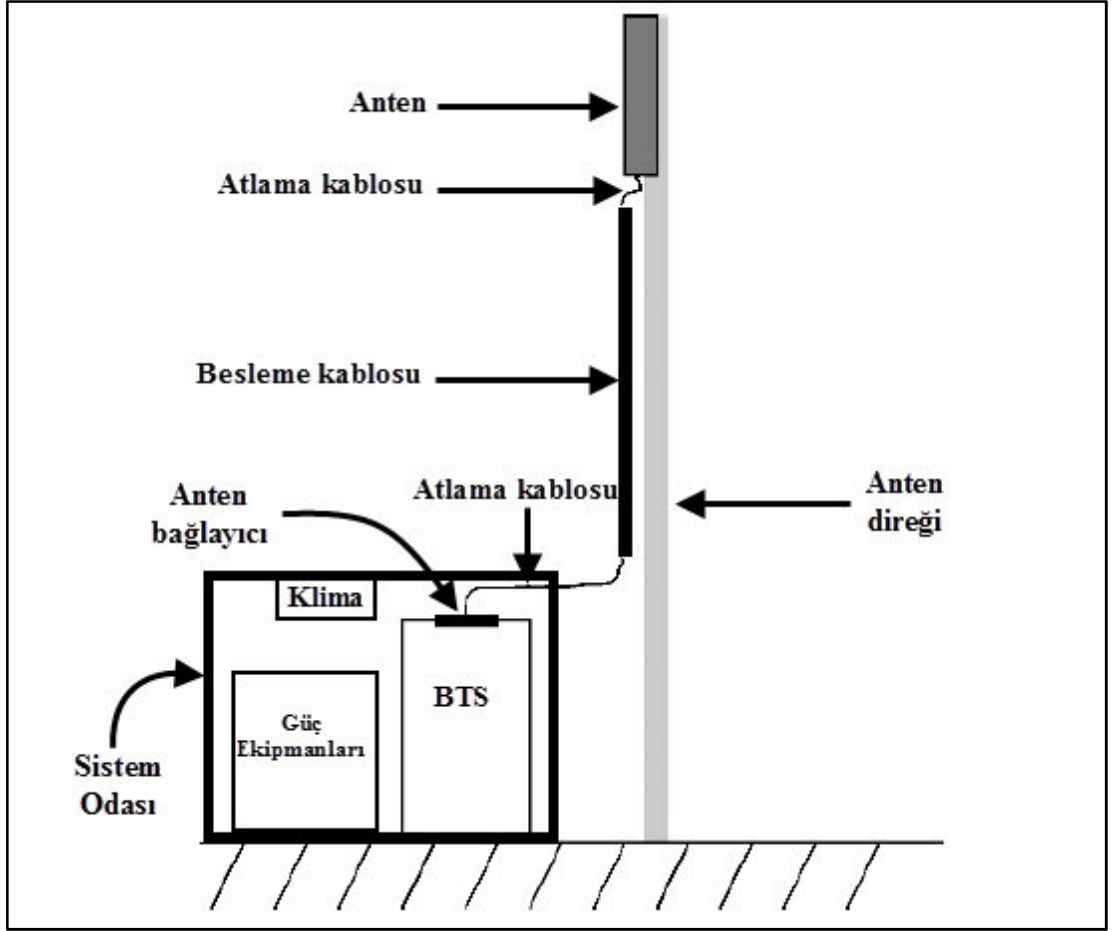 Anten
Atlama kablosu
Besleme kablosu
Atlama kablosu
Anten
bağlayıcı
Anten
direği
Klima
BTS
Güç
Ekipmanları
Sistem
Odası